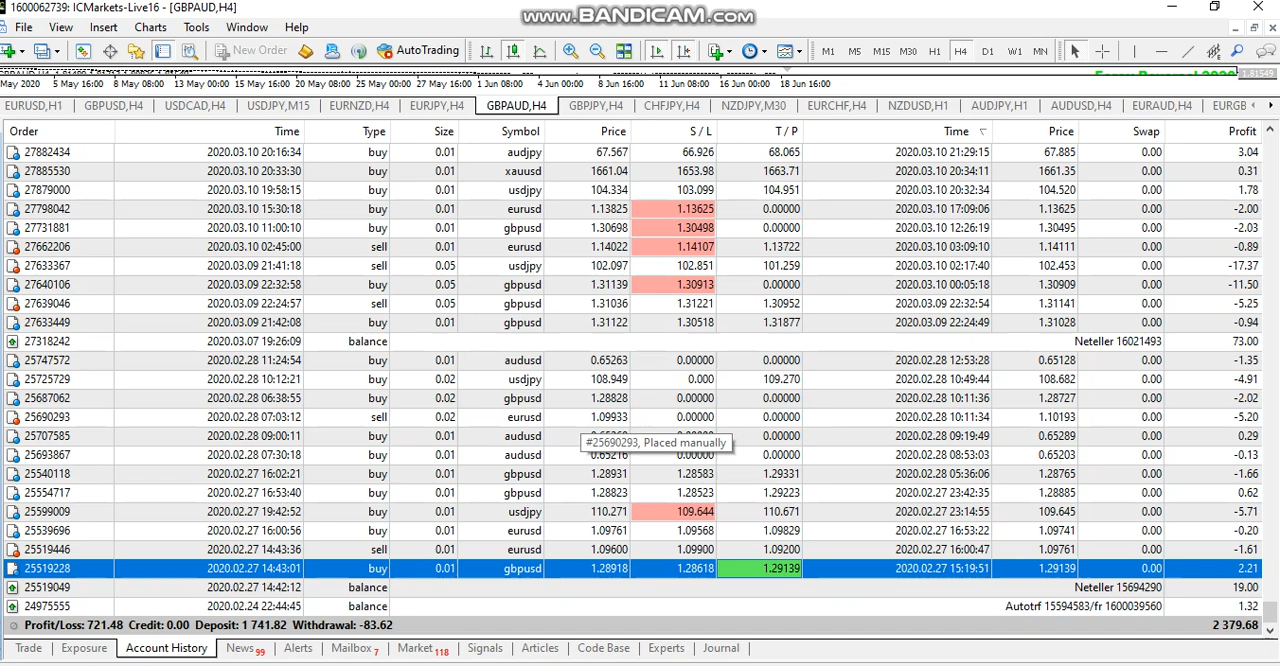 1600062739: ICMarkets-Live16 - [GBPAUD,H4]
www.BANDICAM.com
File View Insert Charts Tools Window Help
New Order AutoTrading M1 M5 M15 M30 H1 H4 D1 W1 MN
1.81549
May 2020 5 May 08:00 8 May 16:00 13 May 00:00 15 May 16:00 20 May 08:00 25 May 00:00 27 May 16:00 1 Jun 08:00 4 Jun 00:00 8 Jun 16:00 11 Jun 08:00 16 Jun 00:00 18 Jun 16:00
EURUSD,H1 GBPUSD,H4 USDCAD,H4 USDJPY,M15 EURNZD,H4 EURJPY,H4 GBPAUD,H4 GBPJPY,H4 CHFJPY,H4 NZDJPY,M30 EURCHF,H4 NZDUSD,H1 AUDJPY,H1 AUDUSD,H4 EURAUD,H4 EURGB
Order Time Type Size Symbol Price S / L T / P Time Price Swap Profit
27882434 2020.03.10 20:16:34 buy 0.01 audjpy 67.567 66.926 68.065 2020.03.10 21:29:15 67.885 0.00 3.04
27885530 2020.03.10 20:33:30 buy 0.01 xauusd 1661.04 1653.98 1663.71 2020.03.10 20:34:11 1661.35 0.00 0.31
27879000 2020.03.10 19:58:15 buy 0.01 usdjpy 104.334 103.099 104.951 2020.03.10 20:32:34 104.520 0.00 1.78
27798042 2020.03.10 15:30:18 buy 0.01 eurusd 1.13825 1.13625 0.00000 2020.03.10 17:09:06 1.13625 0.00 -2.00
27731881 2020.03.10 11:00:10 buy 0.01 gbpusd 1.30698 1.30498 0.00000 2020.03.10 12:26:19 1.30495 0.00 -2.03
27662206 2020.03.10 02:45:00 sell 0.01 eurusd 1.14022 1.14107 1.13722 2020.03.10 03:09:10 1.14111 0.00 -0.89
27633367 2020.03.09 21:41:18 sell 0.05 usdjpy 102.097 102.851 101.259 2020.03.10 02:17:40 102.453 0.00 -17.37
27640106 2020.03.09 22:32:58 buy 0.05 gbpusd 1.31139 1.30913 0.00000 2020.03.10 00:05:18 1.30909 0.00 -11.50
27639046 2020.03.09 22:24:57 sell 0.05 gbpusd 1.31036 1.31221 1.30952 2020.03.09 22:32:54 1.31141 0.00 -5.25
27633449 2020.03.09 21:42:08 buy 0.01 gbpusd 1.31122 1.30518 1.31877 2020.03.09 22:24:49 1.31028 0.00 -0.94
27318242 2020.03.07 19:26:09 balance Neteller 16021493 73.00
25747572 2020.02.28 11:24:54 buy 0.01 audusd 0.65263 0.00000 0.00000 2020.02.28 12:53:28 0.65128 0.00 -1.35
25725729 2020.02.28 10:12:21 buy 0.02 usdjpy 108.949 0.000 109.270 2020.02.28 10:49:44 108.682 0.00 -4.91
25687062 2020.02.28 06:38:55 buy 0.02 gbpusd 1.28828 0.00000 0.00000 2020.02.28 10:11:36 1.28727 0.00 -2.02
25690293 2020.02.28 07:03:12 sell 0.02 eurusd 1.09933 0.00000 0.00000 2020.02.28 10:11:34 1.10193 0.00 -5.20
25707585 2020.02.28 09:00:11 buy 0.01 audusd 0.00000 2020.02.28 09:19:49 0.65289 0.00 0.29
#25690293, Placed manually
25693867 2020.02.28 07:30:18 buy 0.01 audusd 0.65216 0.00000 0.00000 2020.02.28 08:53:03 0.65203 0.00 -0.13
25540118 2020.02.27 16:02:21 buy 0.01 gbpusd 1.28931 1.28583 1.29331 2020.02.28 05:36:06 1.28765 0.00 -1.66
25554717 2020.02.27 16:53:40 buy 0.01 gbpusd 1.28823 1.28523 1.29223 2020.02.27 23:42:35 1.28885 0.00 0.62
25599009 2020.02.27 19:42:52 buy 0.01 usdjpy 110.271 109.644 110.671 2020.02.27 23:14:55 109.645 0.00 -5.71
25539696 2020.02.27 16:00:56 buy 0.01 eurusd 1.09761 1.09568 1.09829 2020.02.27 16:53:22 1.09741 0.00 -0.20
25519446 2020.02.27 14:43:36 sell 0.01 eurusd 1.09600 1.09900 1.09200 2020.02.27 16:00:47 1.09761 0.00 -1.61
25519228 2020.02.27 14:43:01 buy 0.01 gbpusd 1.28918 1.28618 1.29139 2020.02.27 15:19:51 1.29139 0.00 2.21
25519049 2020.02.27 14:42:12 balance Neteller 15694290 19.00
24975555 2020.02.24 22:44:45 balance Autotrf 15594583/fr 1600039560 1.32
Profit/Loss: 721.48 Credit: 0.00 Deposit: 1 741.82 Withdrawal: -83.62 2 379.68
Trade Exposure Account History News 99 Alerts Mailbox 7 Market 118 Signals Articles Code Base Experts Journal